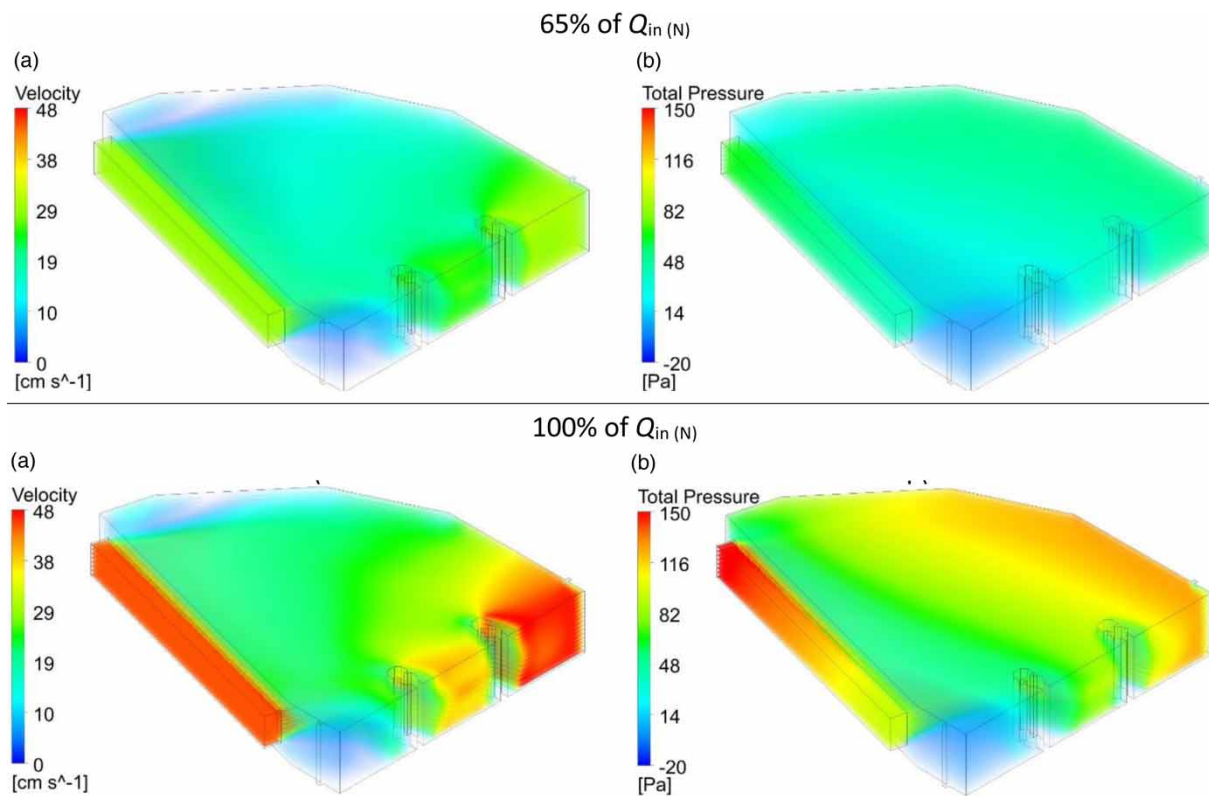 65% of Qin (N)
(a)
(b)
Velocity
48
38
29
19
10
0
[cm s^-1]
Total Pressure
150
116
82
48
14
-20
[Pa]
100% of Qin (N)
(a)
(b)
Velocity
48
38
29
19
10
0
[cm s^-1]
Total Pressure
150
116
82
48
14
-20
[Pa]